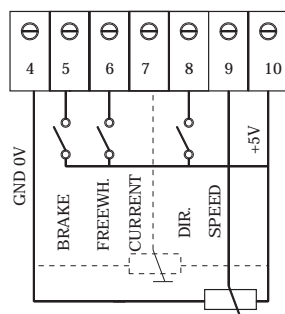 4 5 6 7 8 9 10
GND 0V
BRAKE
FREEWH.
CURRENT
DIR.
SPEED
+5V